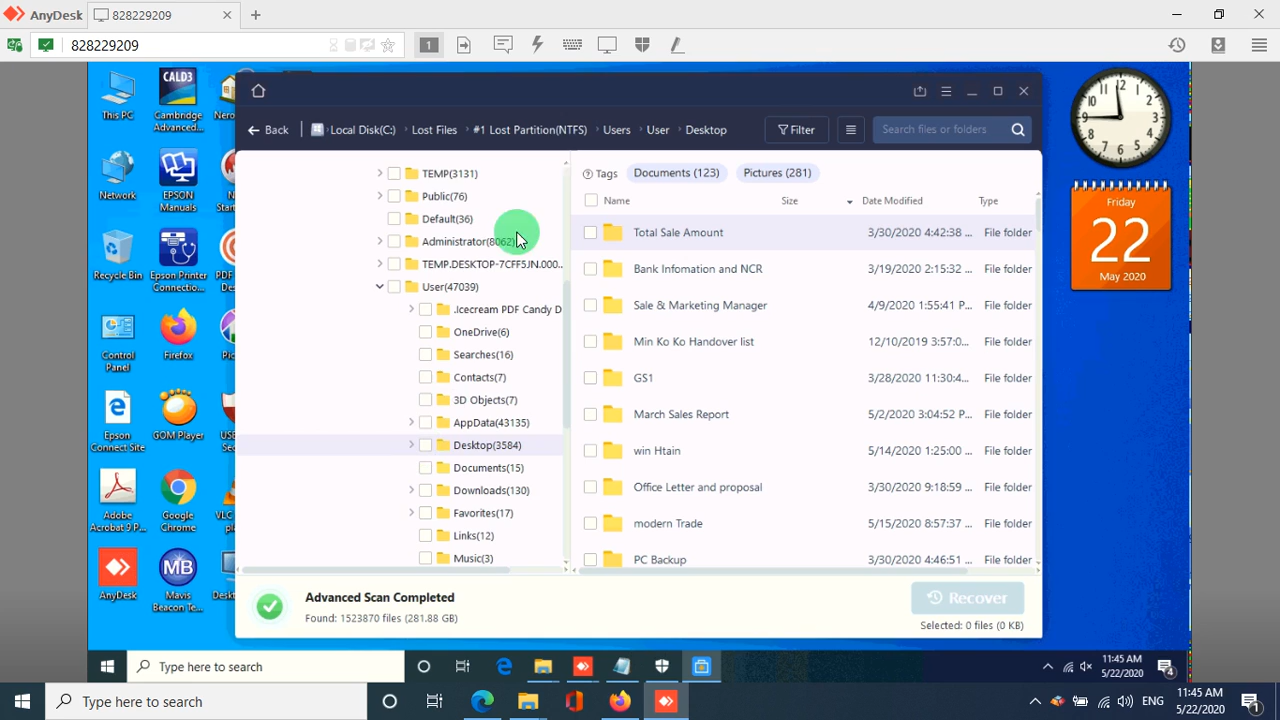 AnyDesk
828229209
828229209
1
This PC
CALD3
Cambridge
Advanced...
Network
EPSON
Manuals
Recycle Bin
Epson Printer
Connectio...
Control
Panel
Firefox
Epson
Connect Site
GOM Player
Adobe
Acrobat 9 P...
Google
Chrome
AnyDesk
MB
Mavis
Beacon Te...
Back
Local Disk(C:)
Lost Files
#1 Lost Partition(NTFS)
Users
User
Desktop
Filter
Search files or folders
TEMP(3131)
Public(76)
Default(36)
Administrator(8062)
TEMP.DESKTOP-7CFF5JN.000...
User(47039)
.Icecream PDF Candy D
OneDrive(6)
Searches(16)
Contacts(7)
3D Objects(7)
AppData(43135)
Desktop(3584)
Documents(15)
Downloads(130)
Favorites(17)
Links(12)
Music(3)
Tags
Documents (123)
Pictures (281)
Name Size Date Modified Type
Total Sale Amount 3/30/2020 4:42:38 ... File folder
Bank Infomation and NCR 3/19/2020 2:15:32 ... File folder
Sale & Marketing Manager 4/9/2020 1:55:41 P... File folder
Min Ko Ko Handover list 12/10/2019 3:57:0... File folder
GS1 3/28/2020 11:30:4... File folder
March Sales Report 5/2/2020 3:04:52 P... File folder
win Htain 5/14/2020 1:25:00 ... File folder
Office Letter and proposal 3/30/2020 9:18:59 ... File folder
modern Trade 5/15/2020 8:57:37 ... File folder
PC Backup 3/30/2020 4:46:51 ... File folder
Advanced Scan Completed
Found: 1523870 files (281.88 GB)
Recover
Selected: 0 files (0 KB)
12
3
6
9
Friday
22
May 2020
Type here to search
11:45 AM
5/22/2020
4
Type here to search
ENG
11:45 AM
5/22/2020
1